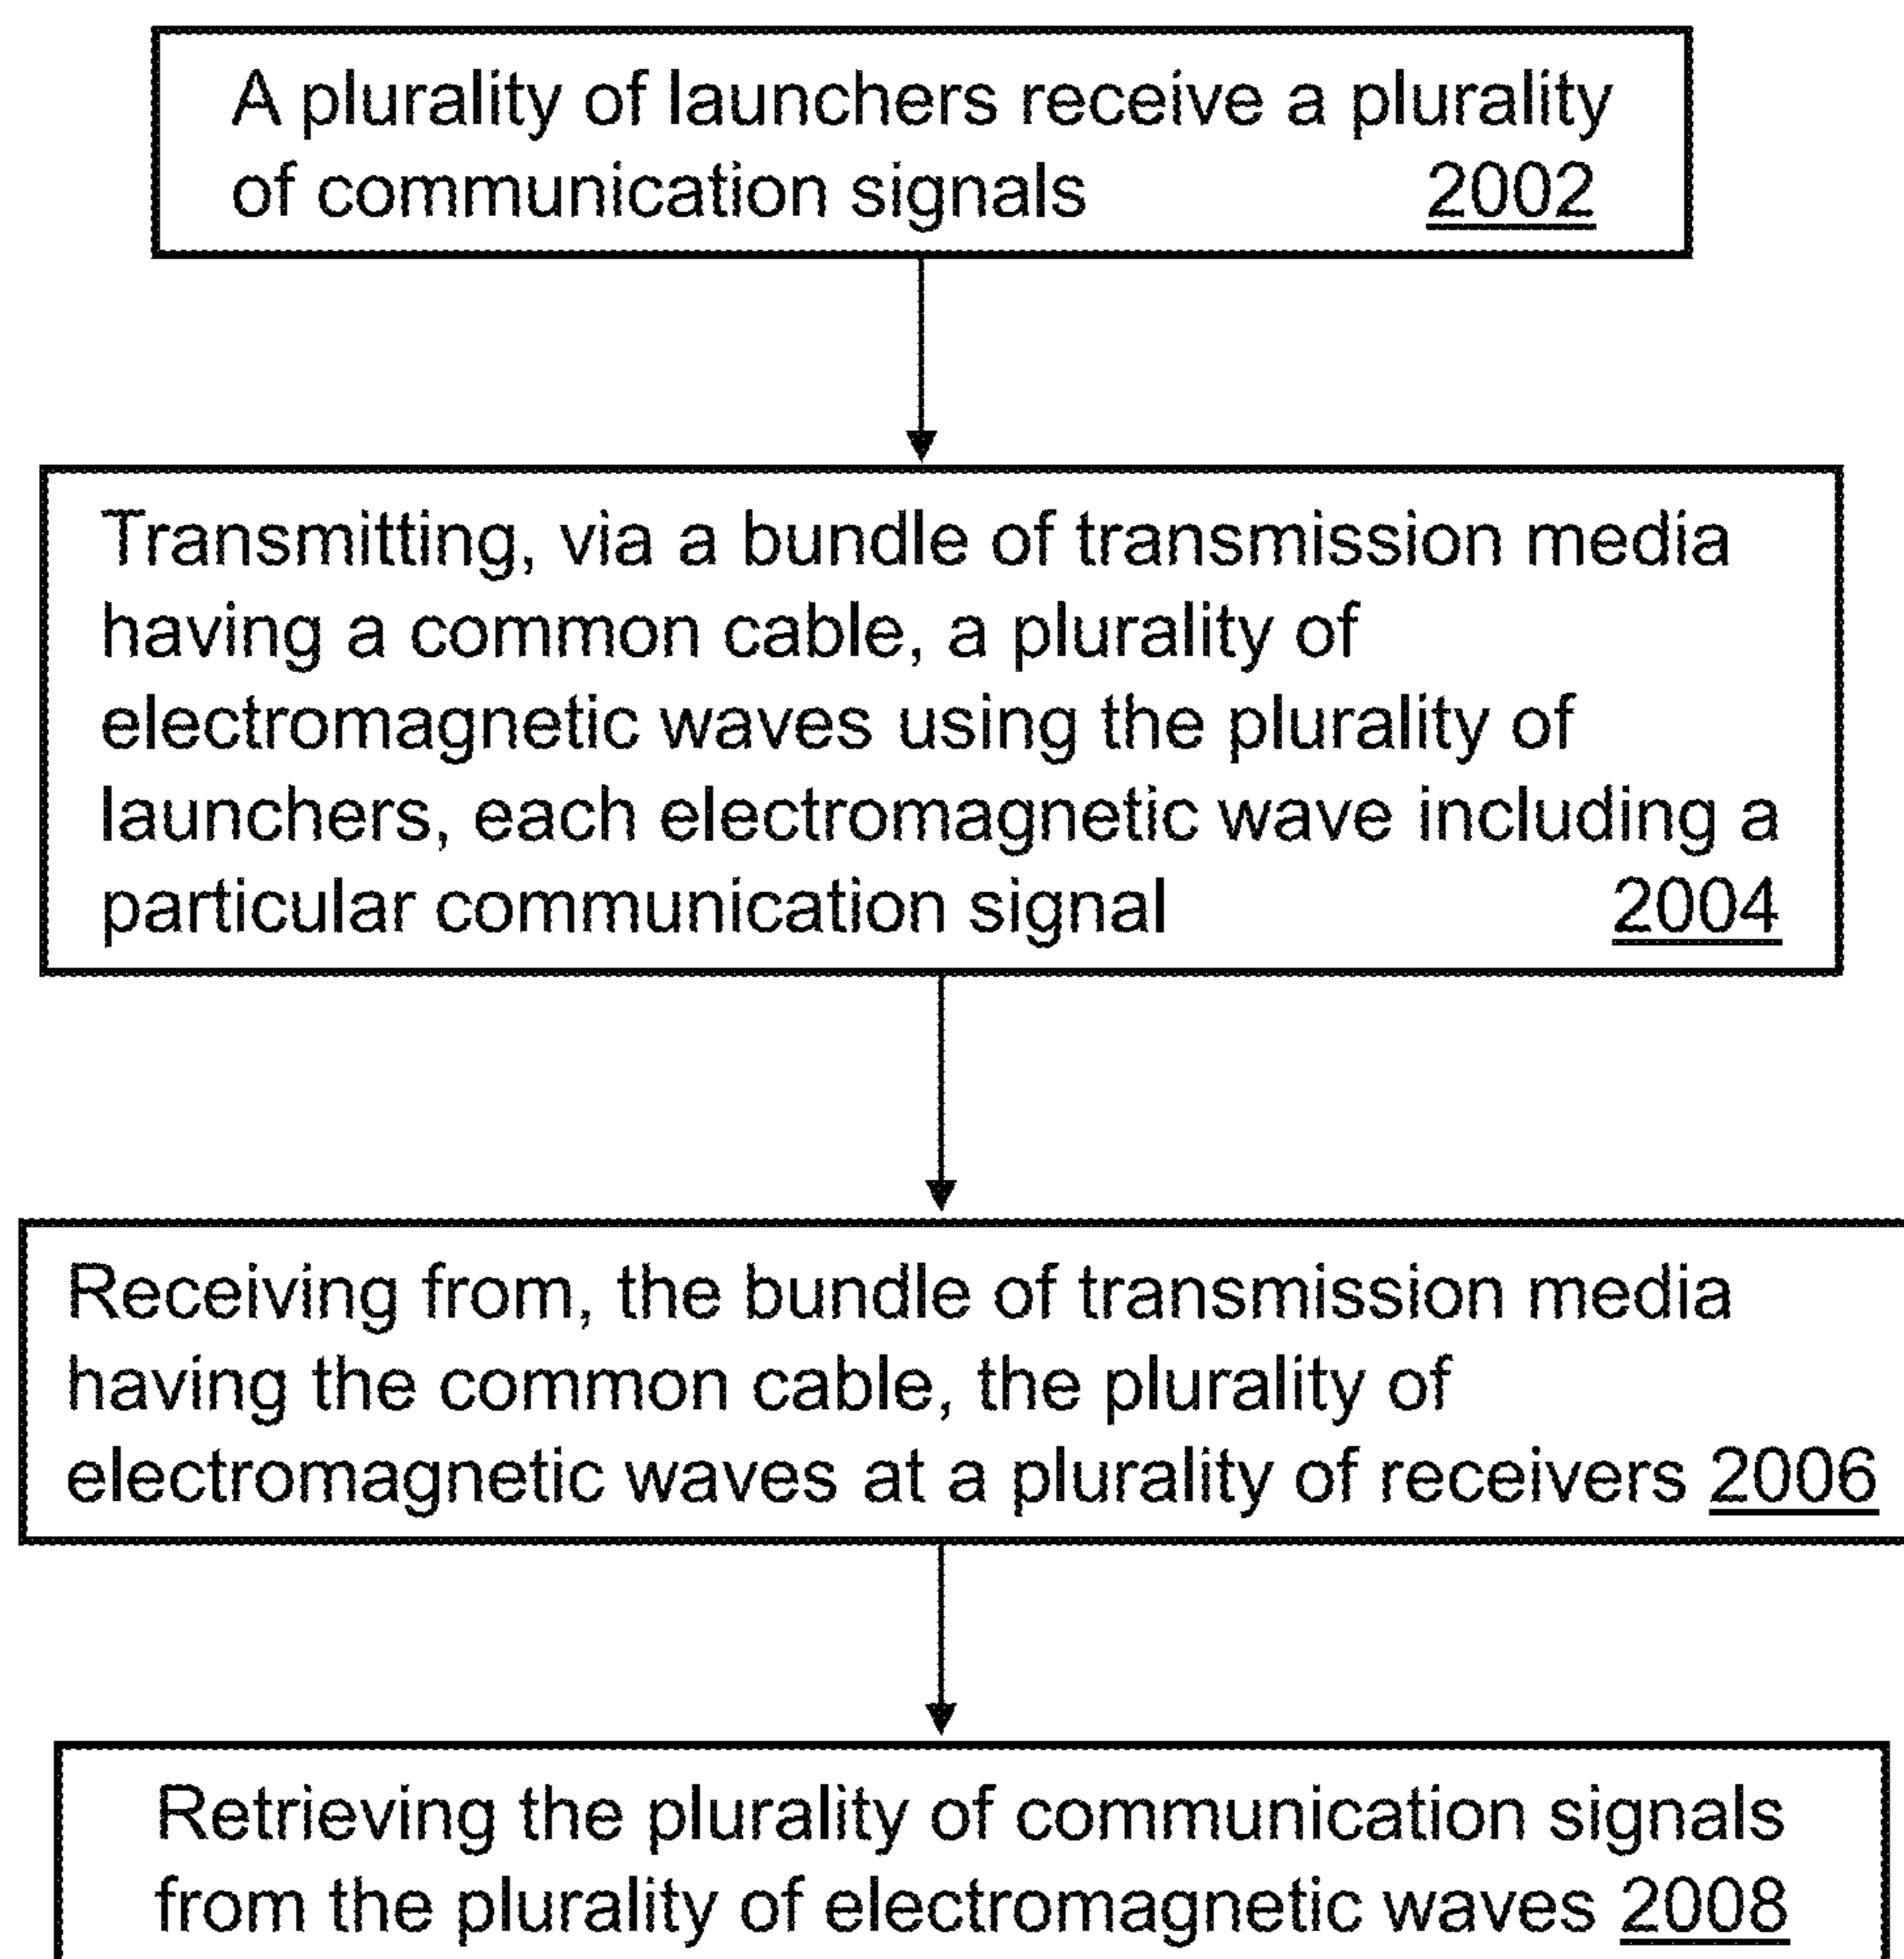 A plurality of launchers receive a plurality
of communication signals 2002
Transmitting, via a bundle of transmission media
having a common cable, a plurality of
electromagnetic waves using the plurality of
launchers, each electromagnetic wave including a
particular communication signal 2004
Receiving from, the bundle of transmission media
having the common cable, the plurality of
electromagnetic waves at a plurality of receivers 2006
Retrieving the plurality of communication signals
from the plurality of electromagnetic waves 2008